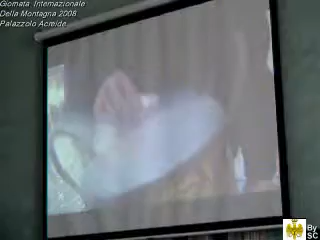 Giornata Internazionale
Della Montagna 2008
Palazzolo Acreide
By
SC